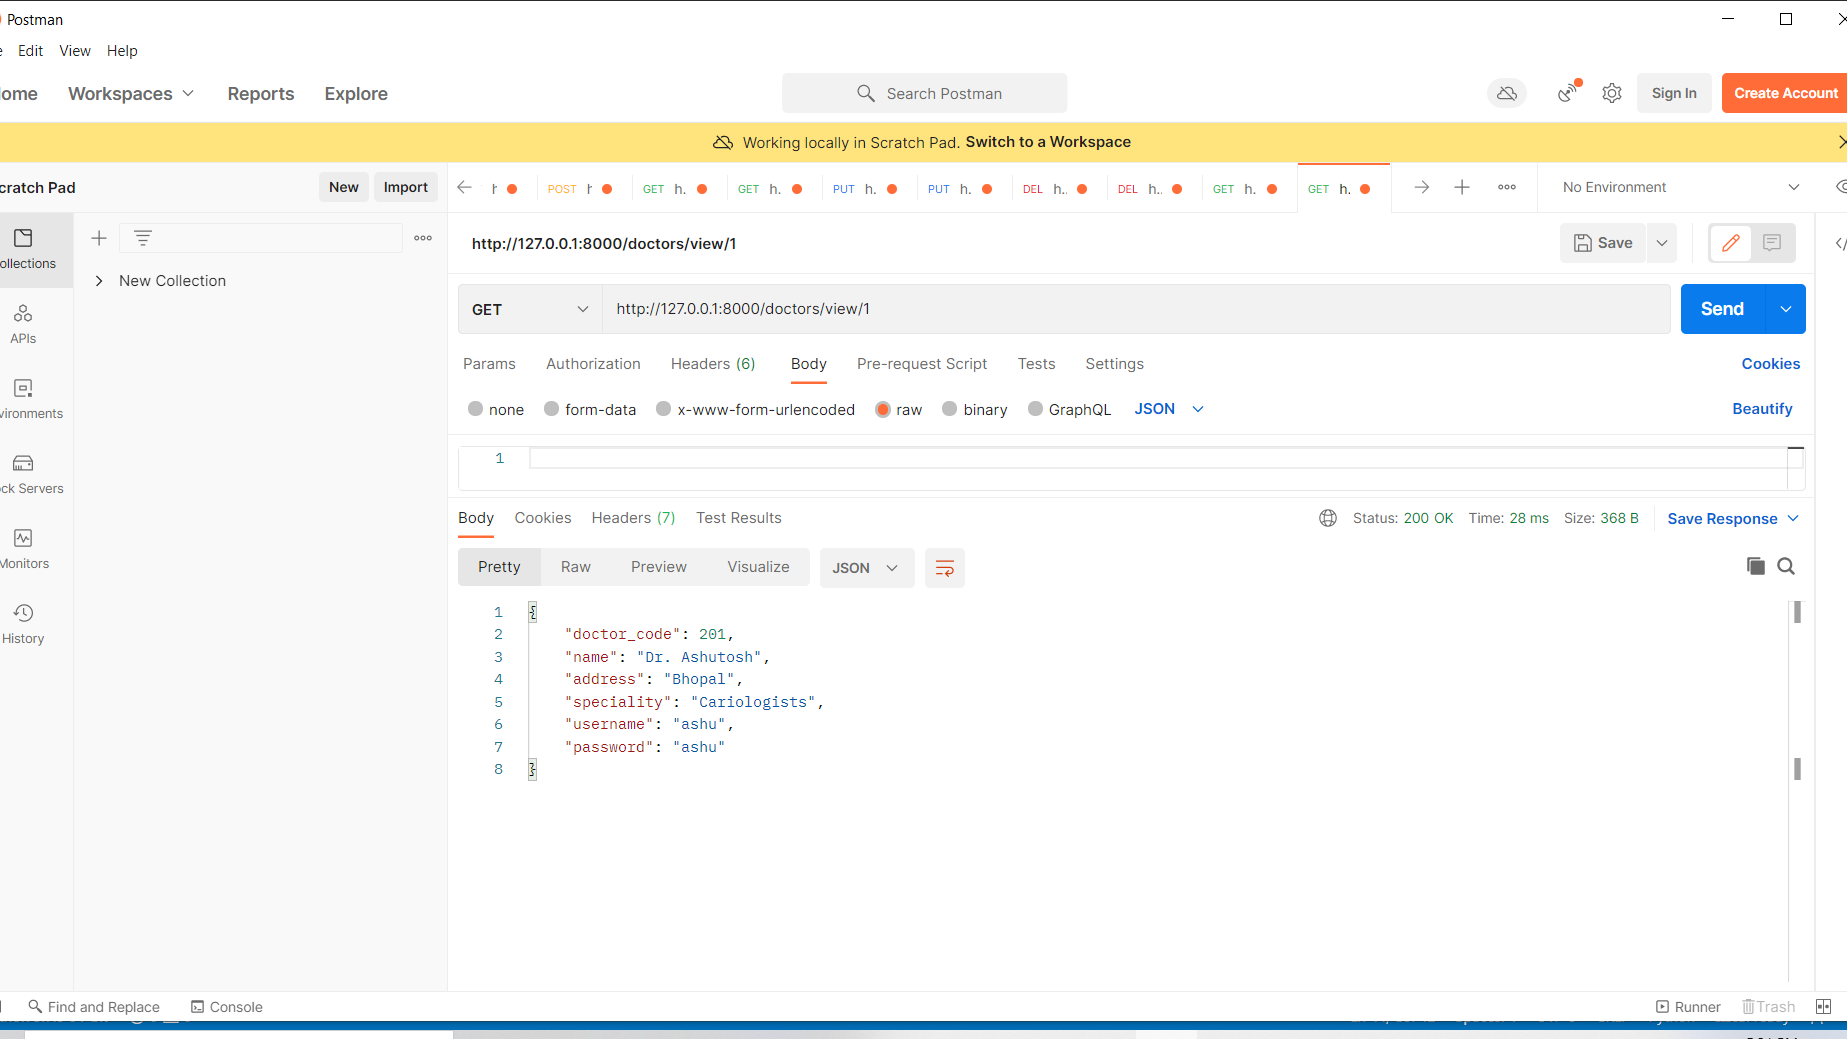 Postman
Edit View Help
Workspaces Reports Explore
Search Postman
Sign In
Create Account
Working locally in Scratch Pad. Switch to a Workspace
cratch Pad
New
Import
h
POST h
GET h.
GET h.
PUT h.
PUT h.
DEL h..
DEL h..
GET h.
GET h.
No Environment
ollections
New Collection
APIs
vironments
ock Servers
Monitors
History
http://127.0.0.1:8000/doctors/view/1
Save
GET
http://127.0.0.1:8000/doctors/view/1
Send
Params Authorization Headers (6) Body Pre-request Script Tests Settings
Cookies
none form-data x-www-form-urlencoded raw binary GraphQL JSON
Beautify
1
Body Cookies Headers (7) Test Results
Status: 200 OK Time: 28 ms Size: 368 B
Save Response
Pretty Raw Preview Visualize JSON
1 {
2 "doctor_code": 201,
3 "name": "Dr. Ashutosh",
4 "address": "Bhopal",
5 "speciality": "Cariologists",
6 "username": "ashu",
7 "password": "ashu"
8 }
Find and Replace Console
Runner Trash